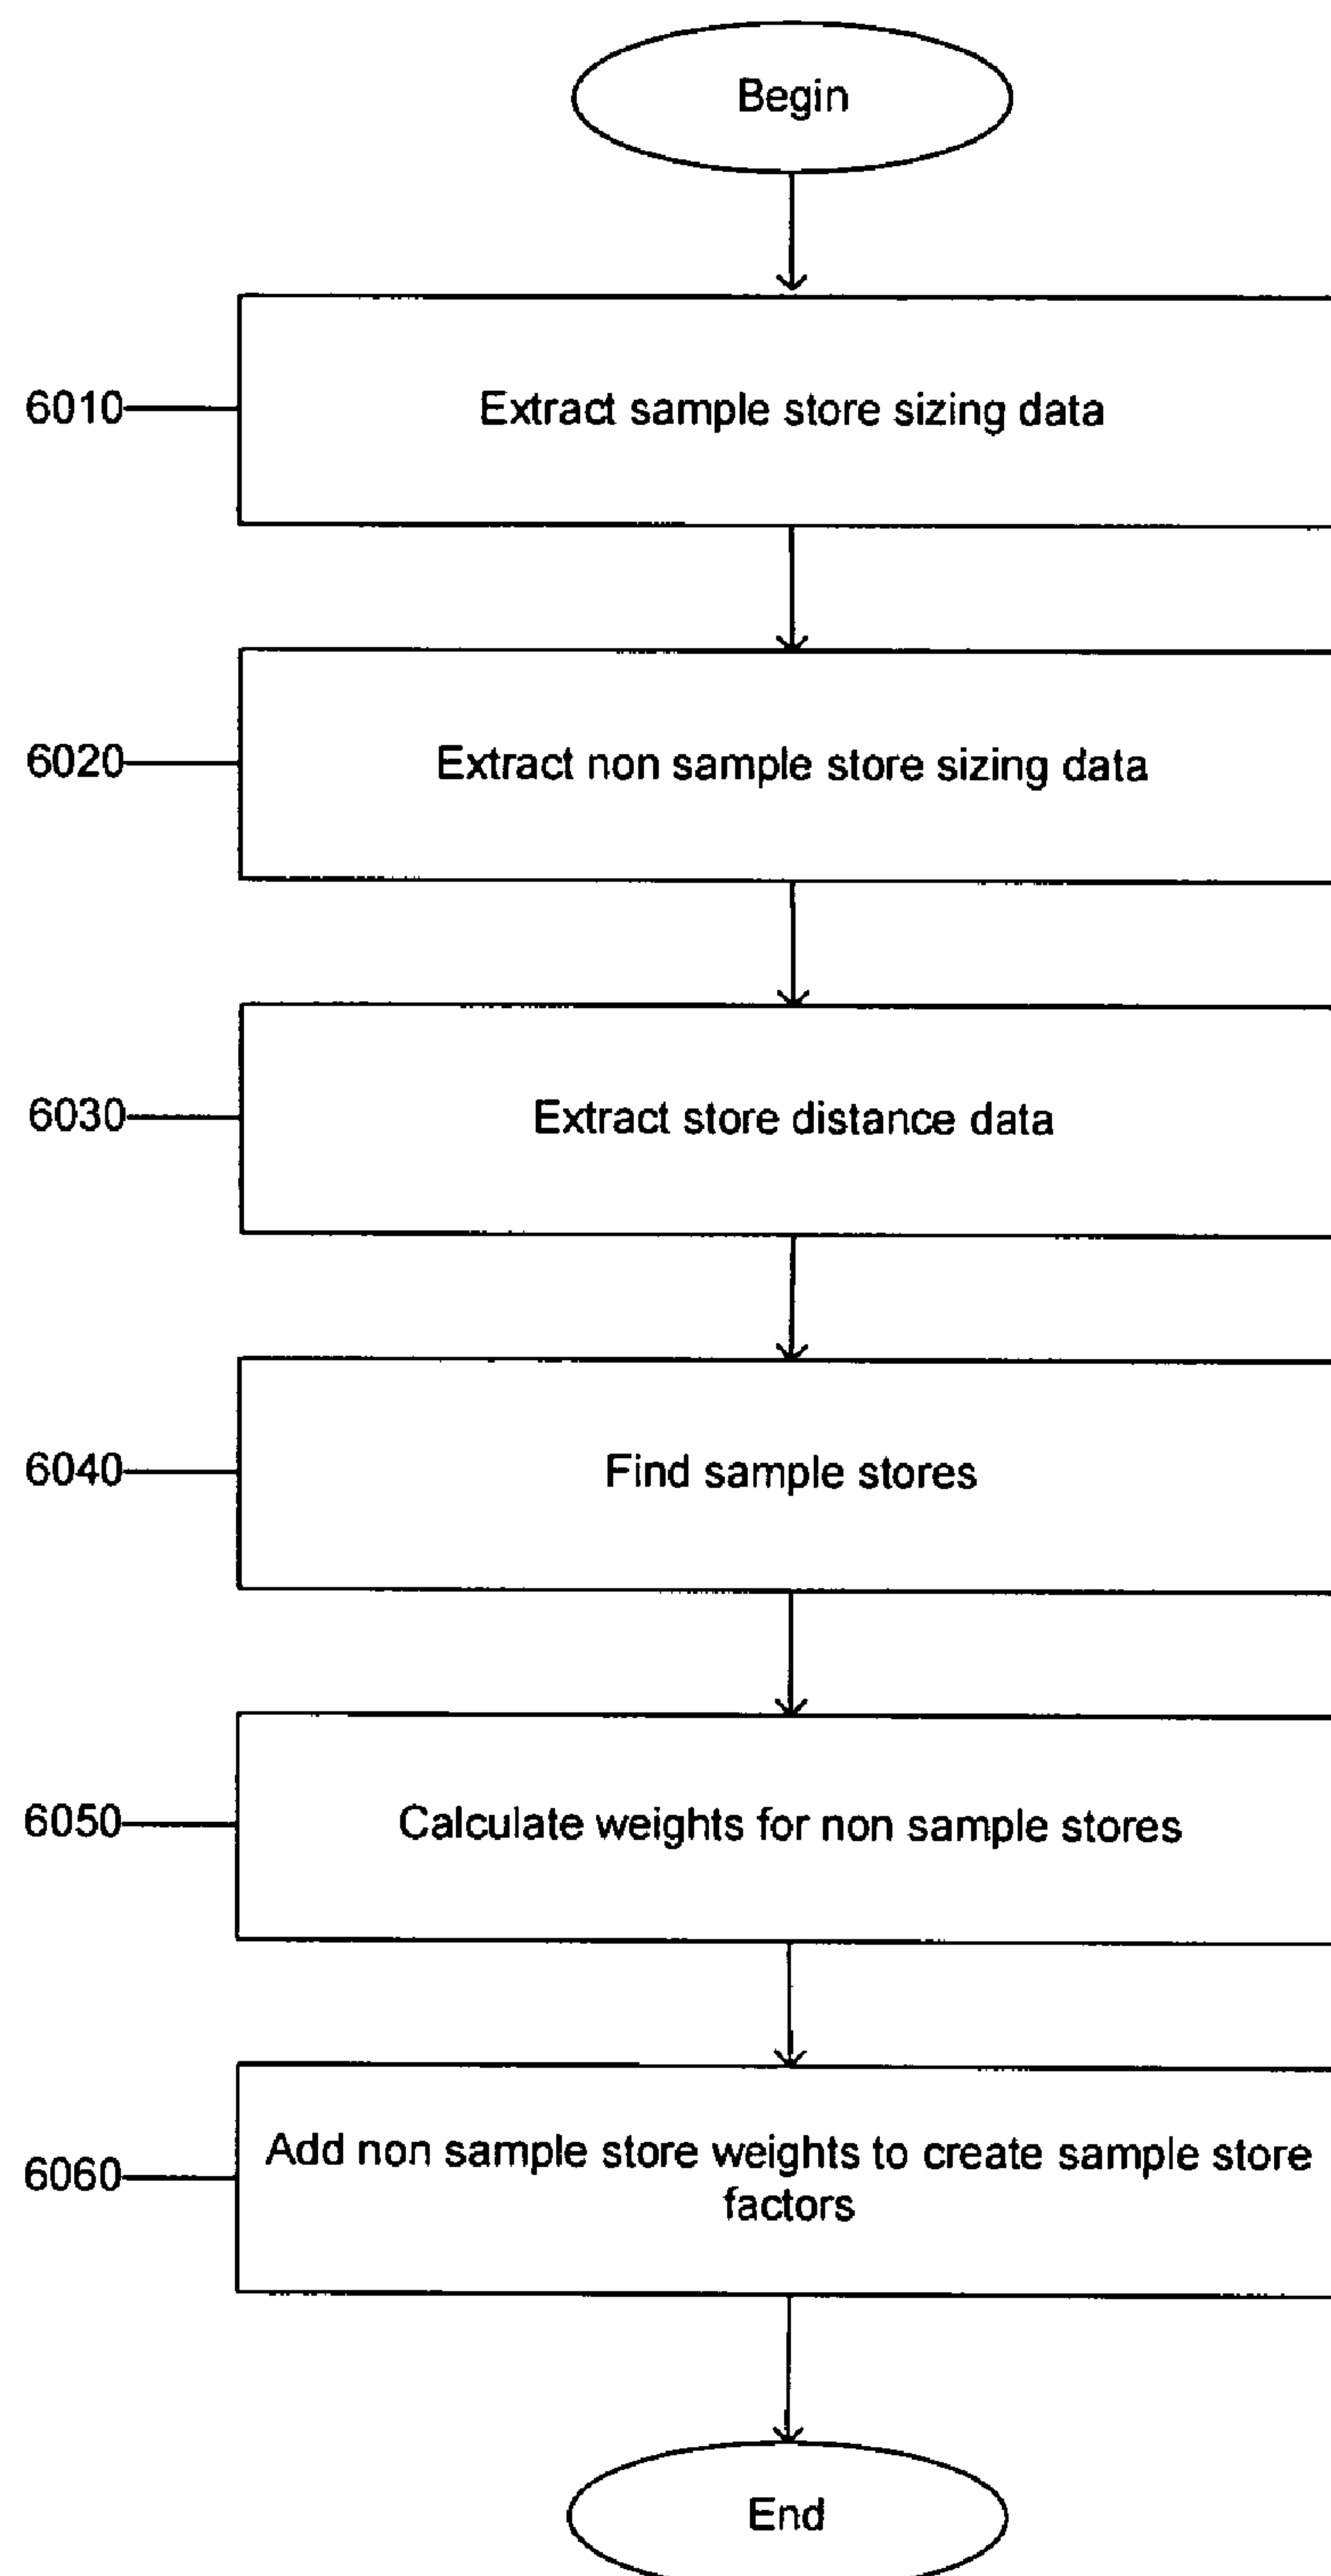 Begin
6010
Extract sample store sizing data
6020
Extract non sample store sizing data
6030
Extract store distance data
6040
Find sample stores
6050
Calculate weights for non sample stores
6060
Add non sample store weights to create sample store
factors
End